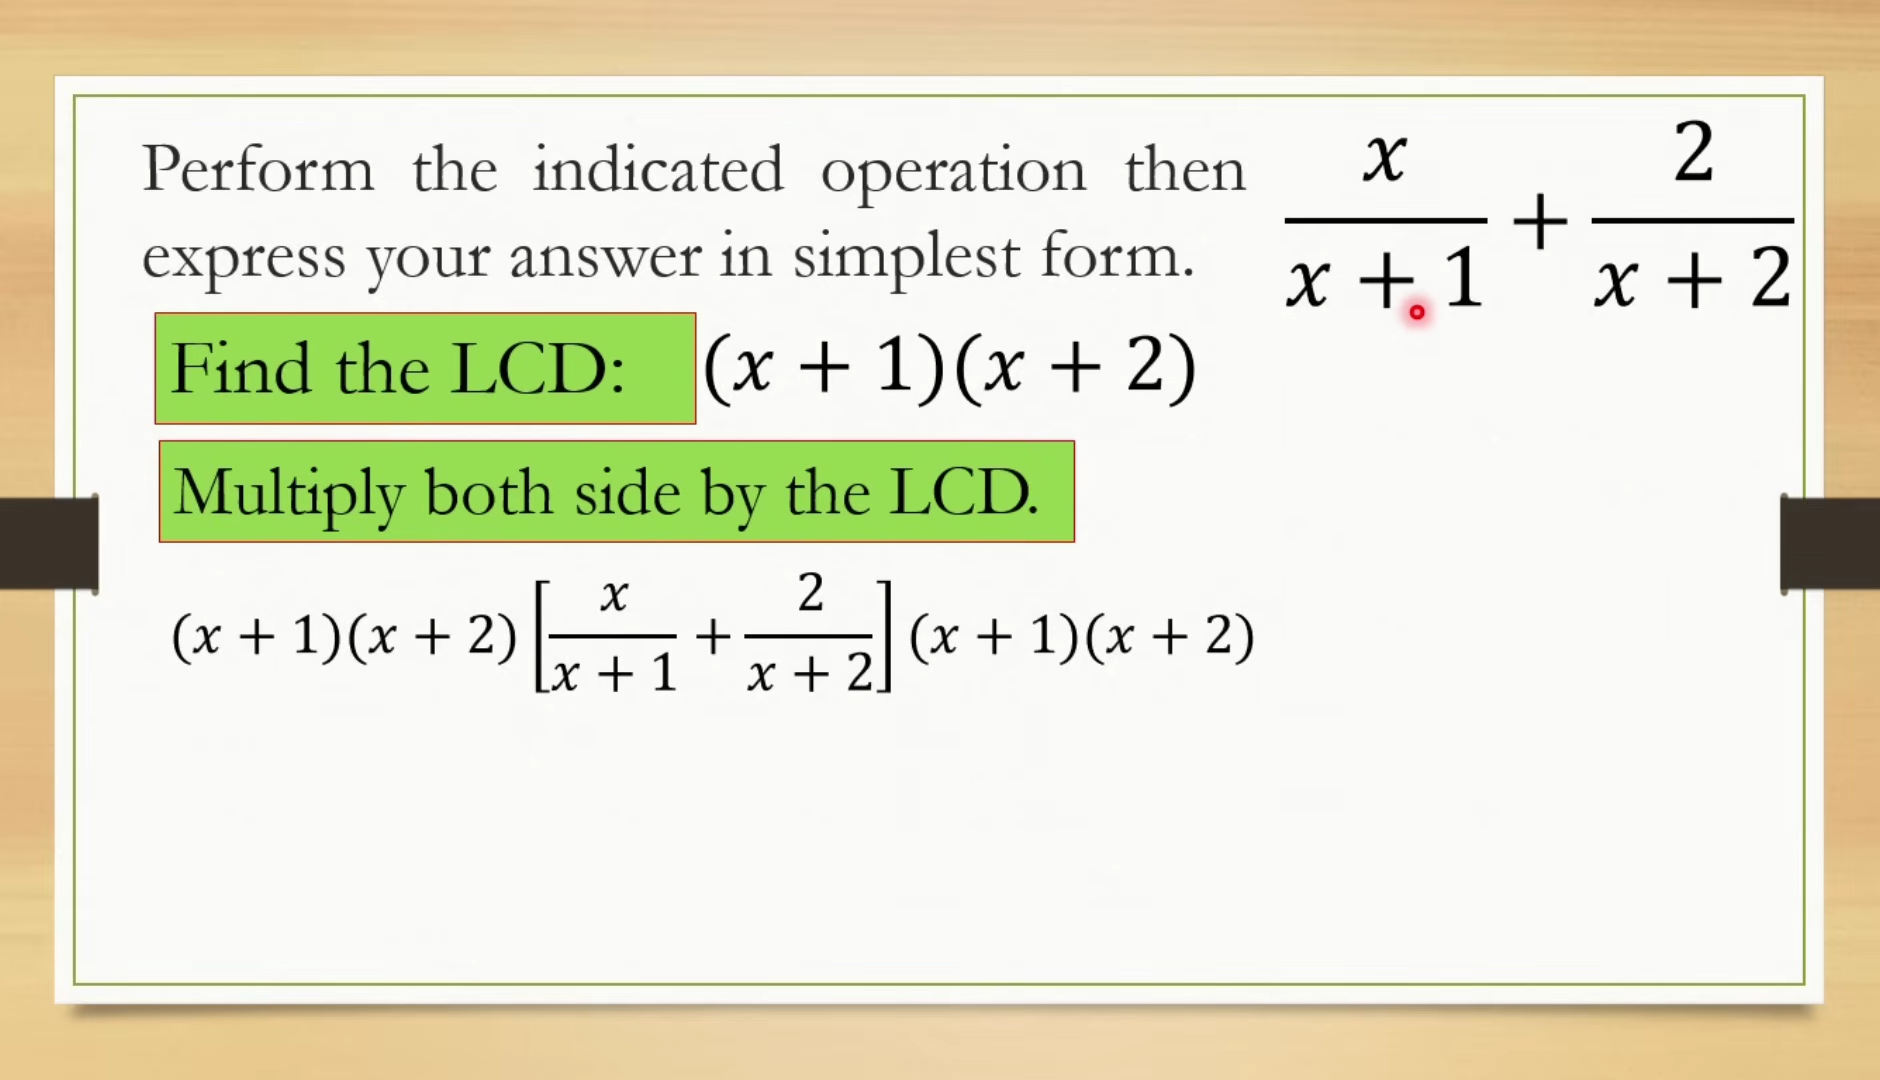 Perform the indicated operation then
express your answer in simplest form.
x/(x + 1) + 2/(x + 2)
Find the LCD: (x + 1)(x + 2)
Multiply both side by the LCD.
(x + 1)(x + 2) [x/(x + 1) + 2/(x + 2)] (x + 1)(x + 2)